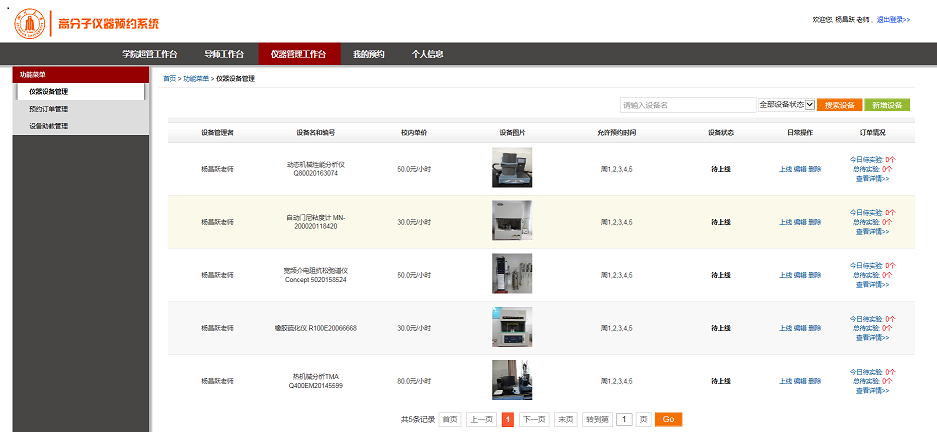 高分子仪器预约系统
欢迎您, 杨昌跃 老师, 退出登录>>
学院超管工作台 导师工作台 仪器管理工作台 我的预约 个人信息
功能菜单
仪器设备管理
预约订单管理
设备助教管理
首页 > 功能菜单 > 仪器设备管理
请输入设备名 全部设备状态 搜索设备 新增设备
设备管理者 设备名和编号 校内单价 设备图片 允许预约时间 设备状态 日常操作 订单情况
杨昌跃老师 动态机械性能分析仪 Q80020163074 50.0元/小时 周1,2,3,4,5 待上线 上线 编辑 删除 今日待实验: 0个
总待实验: 0个
查看详情>>
杨昌跃老师 自动门尼粘度计 MN-200020118420 30.0元/小时 周1,2,3,4,5 待上线 上线 编辑 删除 今日待实验: 0个
总待实验: 0个
查看详情>>
杨昌跃老师 宽频介电阻抗松弛谱仪 Concept 5020158524 50.0元/小时 周1,2,3,4,5 待上线 上线 编辑 删除 今日待实验: 0个
总待实验: 0个
查看详情>>
杨昌跃老师 橡胶硫化仪 R100E20066668 30.0元/小时 周1,2,3,4,5 待上线 上线 编辑 删除 今日待实验: 0个
总待实验: 0个
查看详情>>
杨昌跃老师 热机械分析TMA Q400EM20145599 80.0元/小时 周1,2,3,4,5 待上线 上线 编辑 删除 今日待实验: 0个
总待实验: 0个
查看详情>>
共5条记录 首页 上一页 1 下一页 末页 转到第 1 页 Go